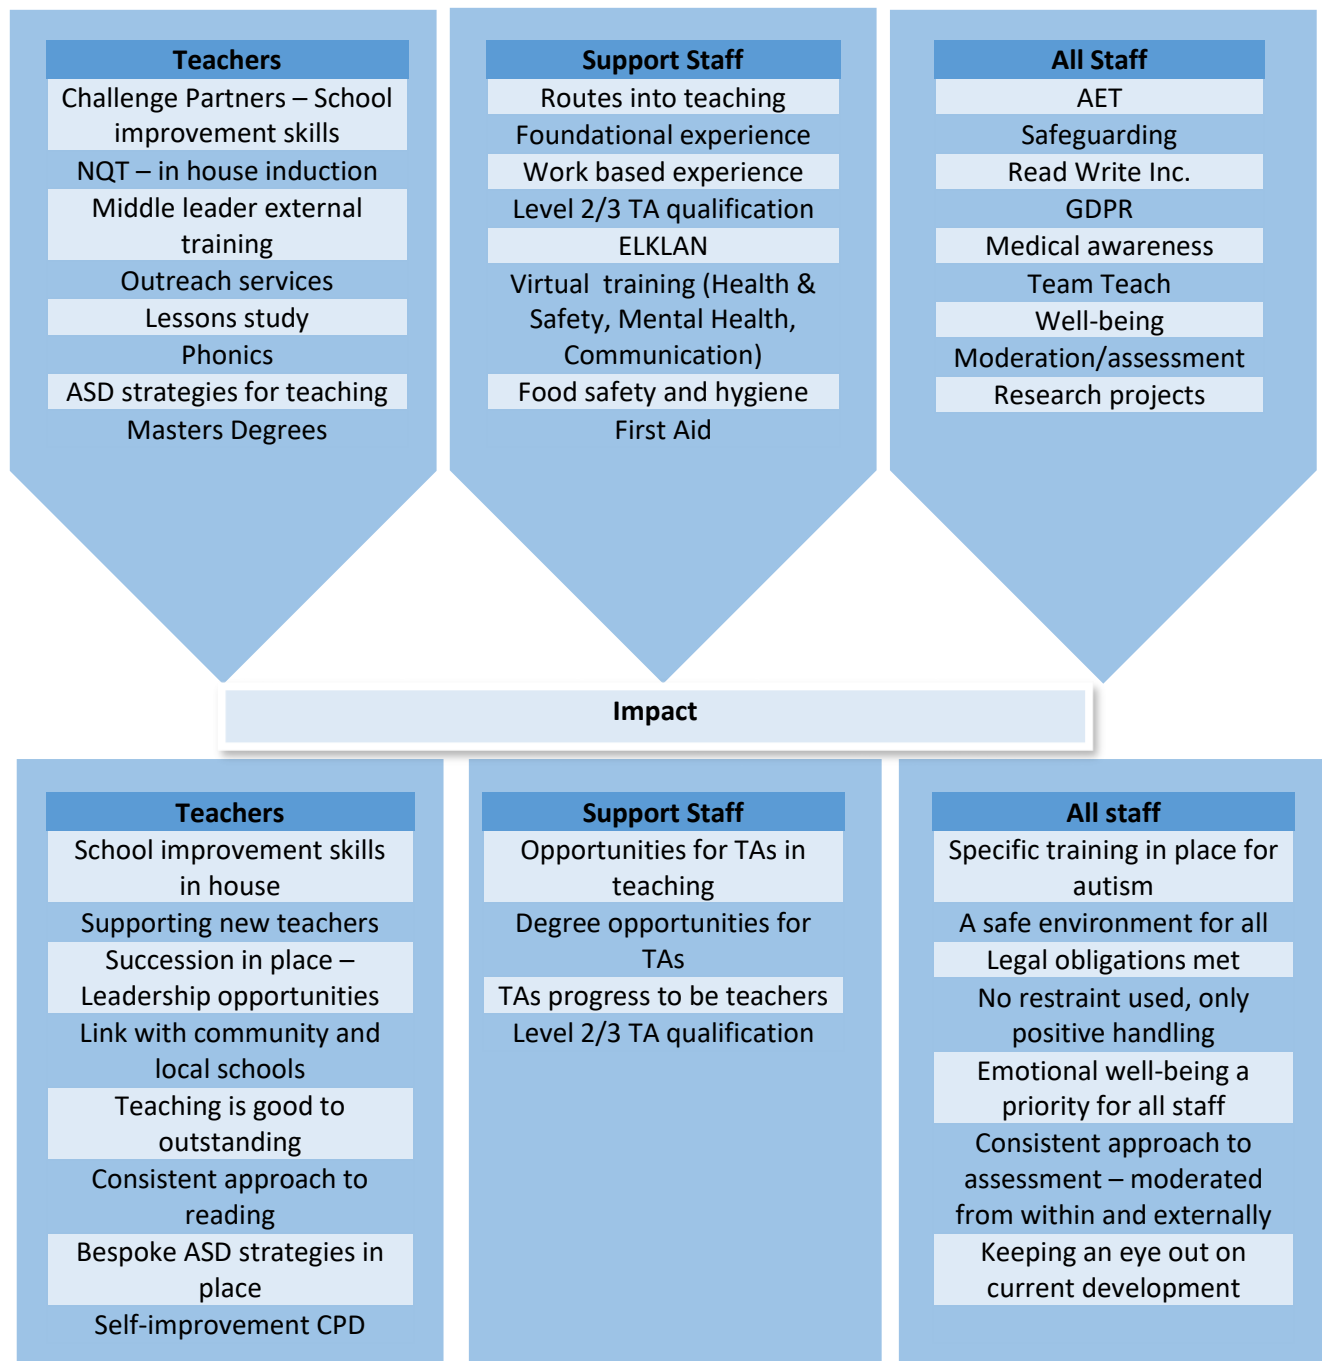 Teachers
Challenge Partners – School
improvement skills
NQT – in house induction
Middle leader external
training
Outreach services
Lessons study
Phonics
ASD strategies for teaching
Masters Degrees
Support Staff
Routes into teaching
Foundational experience
Work based experience
Level 2/3 TA qualification
ELKLAN
Virtual  training (Health &
Safety, Mental Health,
Communication)
Food safety and hygiene
First Aid
All Staff
AET
Safeguarding
Read Write Inc.
GDPR
Medical awareness
Team Teach
Well-being
Moderation/assessment
Research projects
Impact
Teachers
School improvement skills
in house
Supporting new teachers
Succession in place –
Leadership opportunities
Link with community and
local schools
Teaching is good to
outstanding
Consistent approach to
reading
Bespoke ASD strategies in
place
Self-improvement CPD
Support Staff
Opportunities for TAs in
teaching
Degree opportunities for
TAs
TAs progress to be teachers
Level 2/3 TA qualification
All staff
Specific training in place for
autism
A safe environment for all
Legal obligations met
No restraint used, only
positive handling
Emotional well-being a
priority for all staff
Consistent approach to
assessment – moderated
from within and externally
Keeping an eye out on
current development